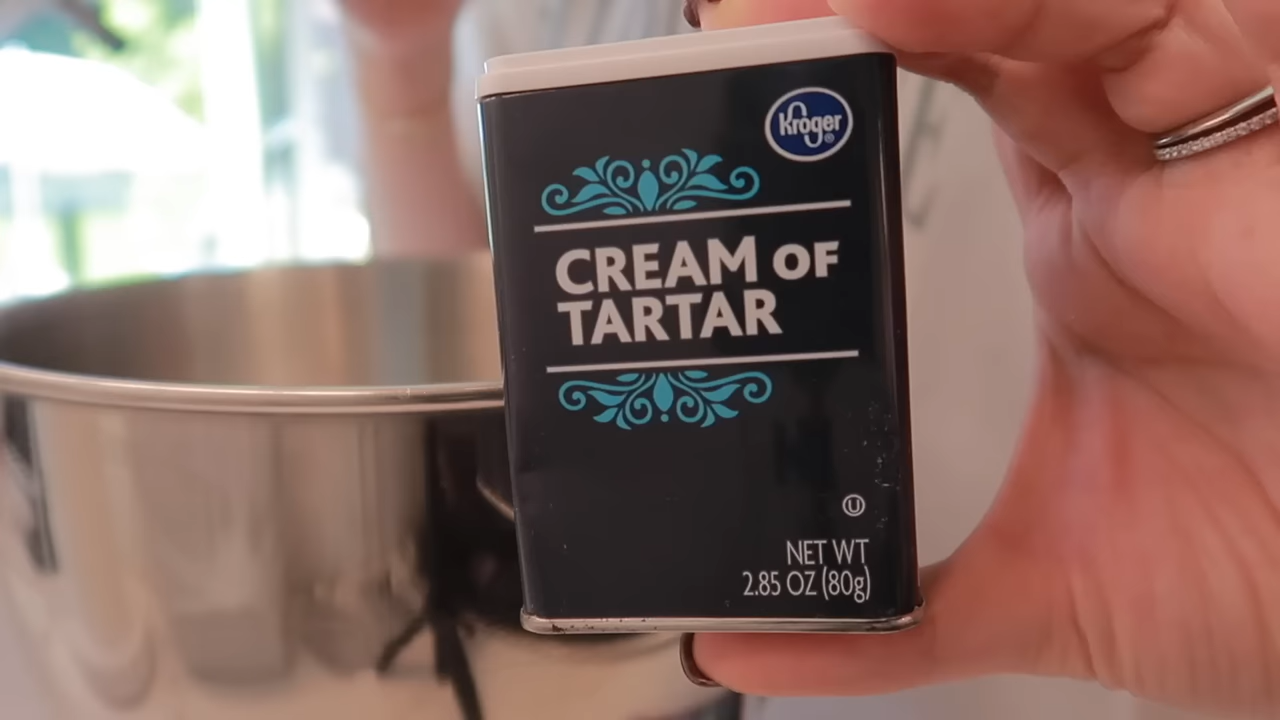 Kroger®
CREAM OF
TARTAR
U
NET WT
2.85 OZ (80g)